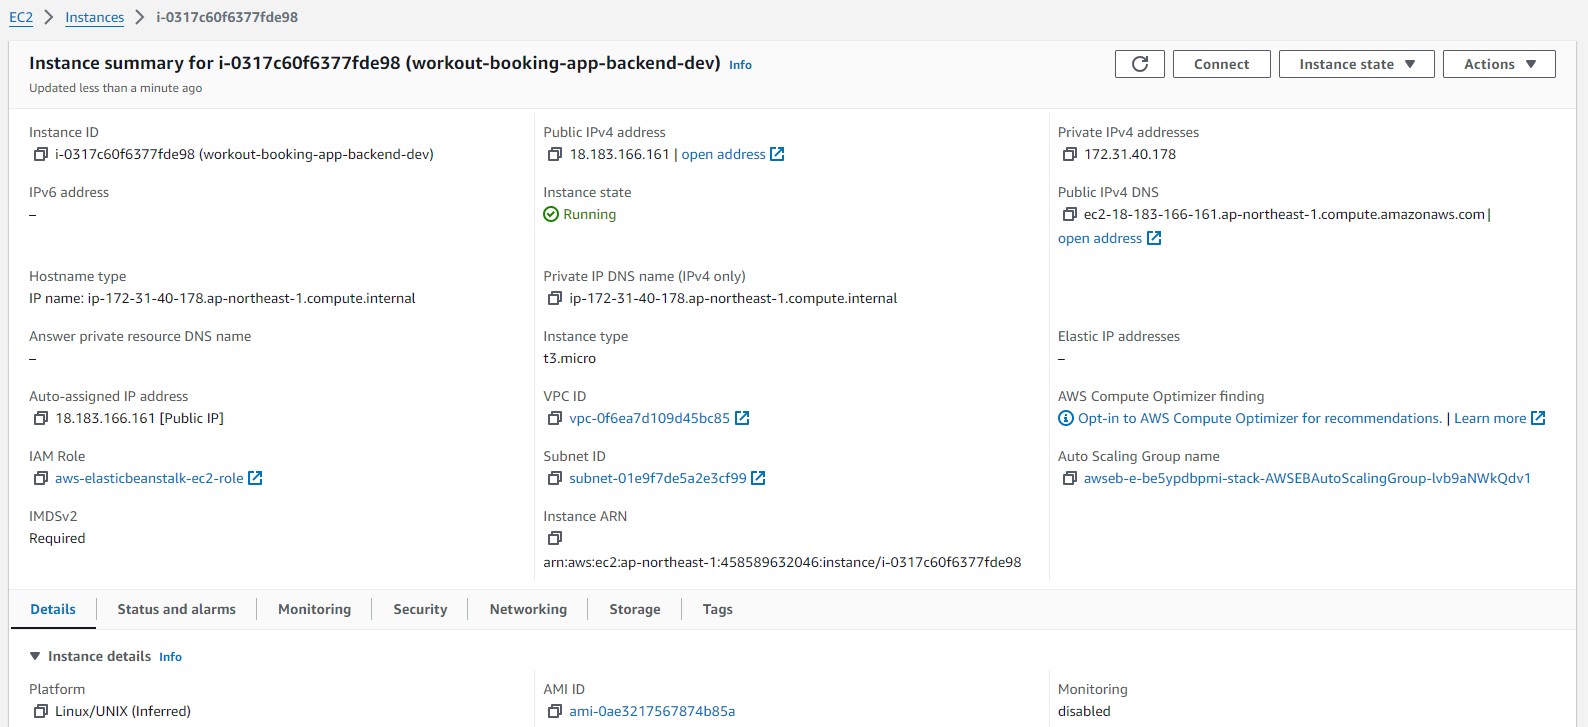 EC2 > Instances > i-0317c60f6377fde98
Instance summary for i-0317c60f6377fde98 (workout-booking-app-backend-dev) Info
Updated less than a minute ago
Connect
Instance state
Actions
Instance ID
i-0317c60f6377fde98 (workout-booking-app-backend-dev)
Public IPv4 address
18.183.166.161 | open address
Private IPv4 addresses
172.31.40.178
IPv6 address
–
Instance state
Running
Public IPv4 DNS
ec2-18-183-166-161.ap-northeast-1.compute.amazonaws.com |
open address
Hostname type
IP name: ip-172-31-40-178.ap-northeast-1.compute.internal
Private IP DNS name (IPv4 only)
ip-172-31-40-178.ap-northeast-1.compute.internal
Answer private resource DNS name
–
Instance type
t3.micro
Elastic IP addresses
–
Auto-assigned IP address
18.183.166.161 [Public IP]
VPC ID
vpc-0f6ea7d109d45bc85
AWS Compute Optimizer finding
Opt-in to AWS Compute Optimizer for recommendations. | Learn more
IAM Role
aws-elasticbeanstalk-ec2-role
Subnet ID
subnet-01e9f7de5a2e3cf99
Auto Scaling Group name
awseb-e-be5ypdbpmi-stack-AWSEBAutoScalingGroup-lvb9aNWkQdv1
IMDSv2
Required
Instance ARN
arn:aws:ec2:ap-northeast-1:458589632046:instance/i-0317c60f6377fde98
Details
Status and alarms
Monitoring
Security
Networking
Storage
Tags
Instance details Info
Platform
Linux/UNIX (Inferred)
AMI ID
ami-0ae3217567874b85a
Monitoring
disabled